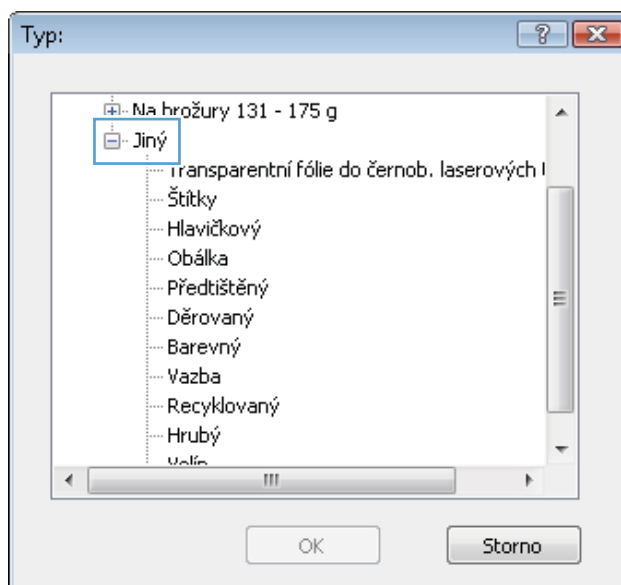 Typ:
Na brožury 131 - 175 g
Jiný
Transparentní fólie do černob. laserových
Štítky
Hlavičkový
Obálka
Předtištěný
Děrovaný
Barevný
Vazba
Recyklovaný
Hrubý
Velín
OK
Storno